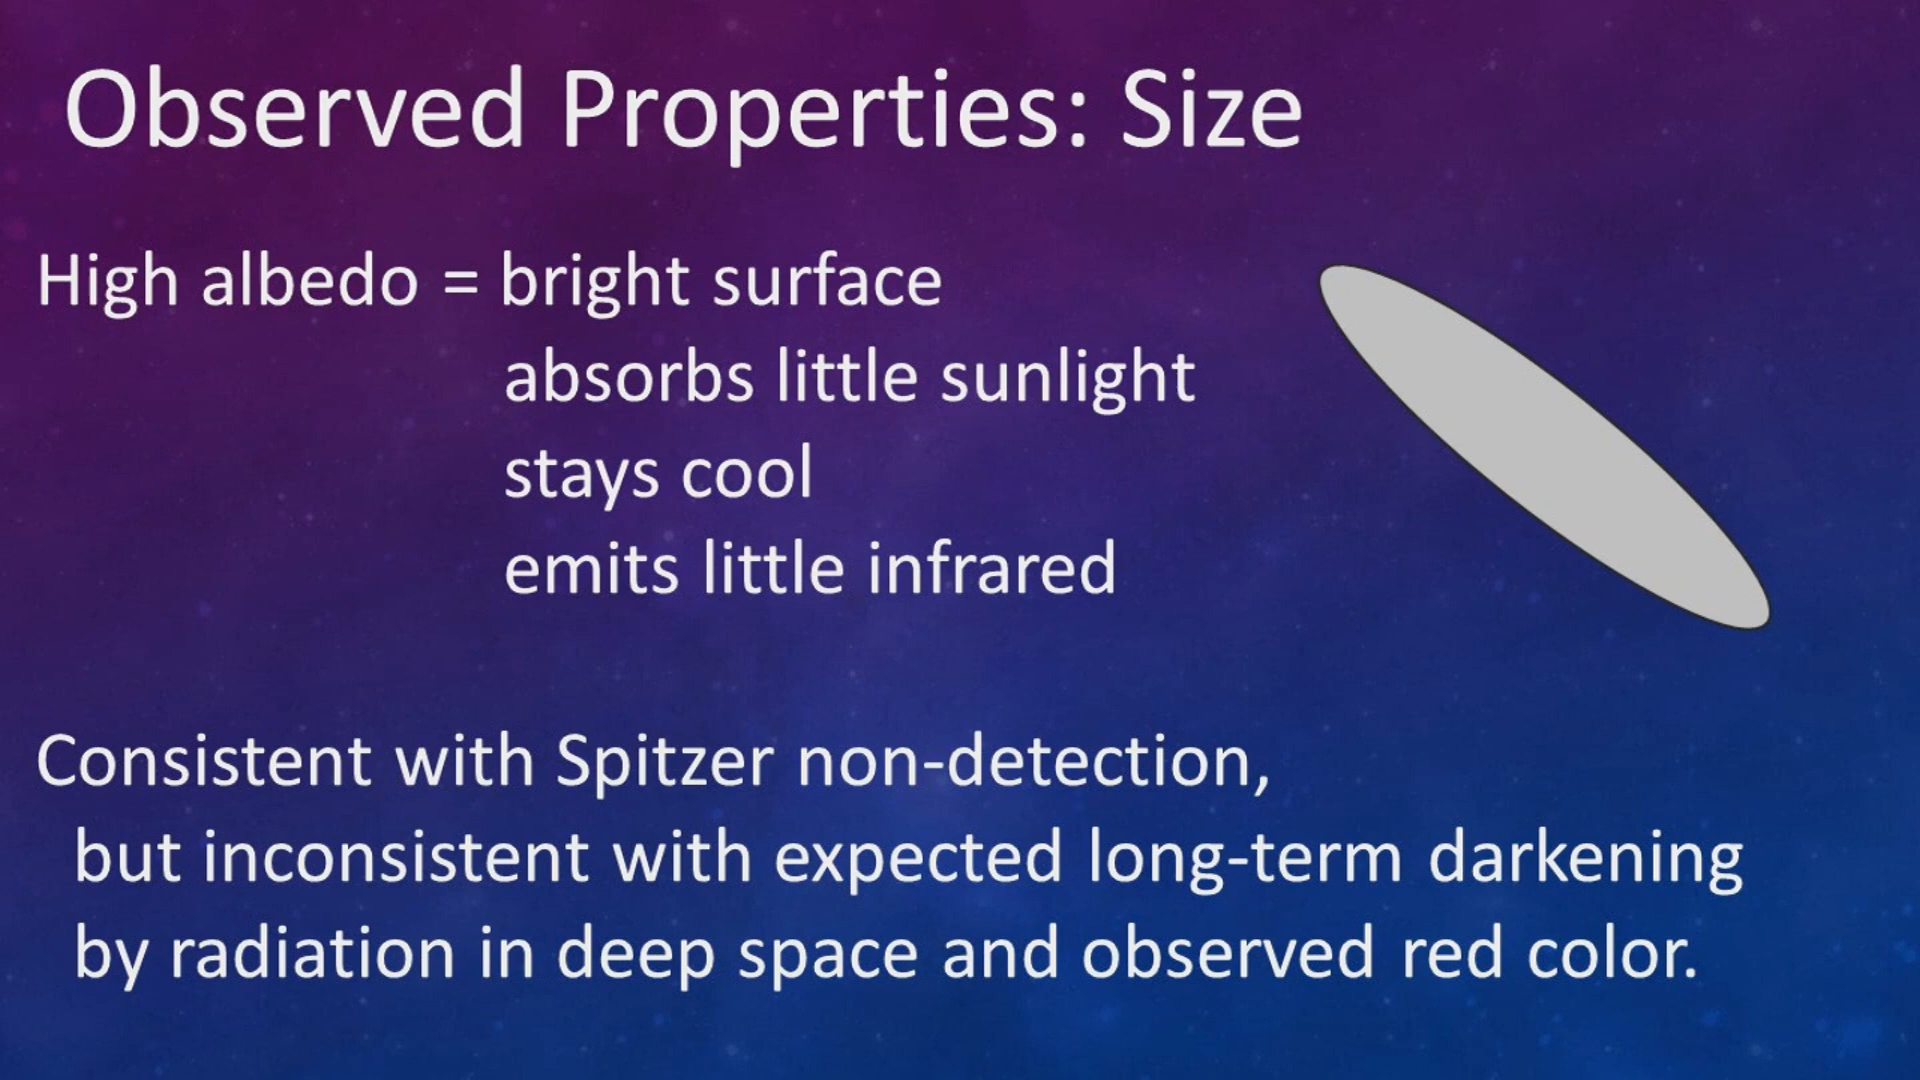 Observed Properties: Size
High albedo = bright surface
absorbs little sunlight
stays cool
emits little infrared
Consistent with Spitzer non-detection,
but inconsistent with expected long-term darkening
by radiation in deep space and observed red color.